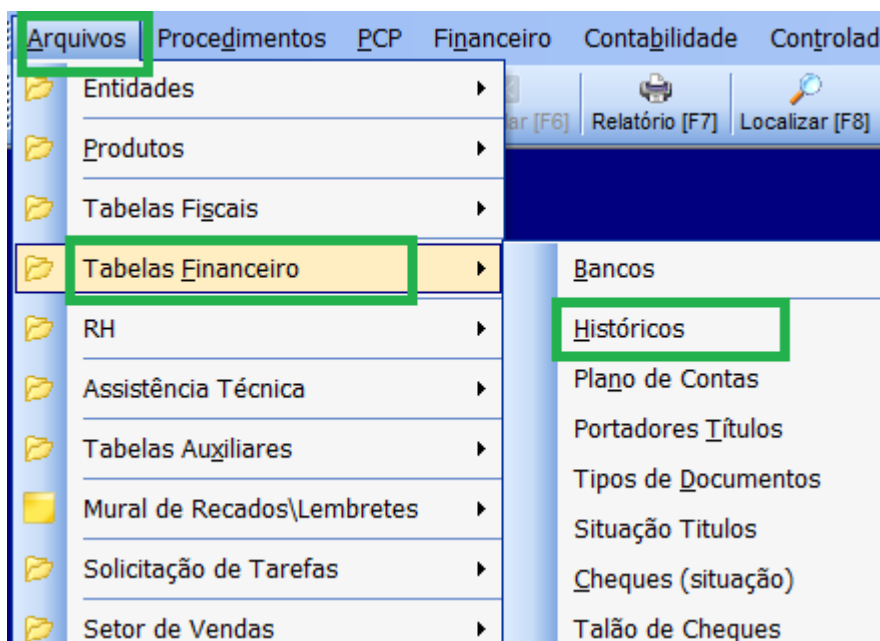 Arquivos Procedimentos PCP Financeiro Contabilidade Controlad
ar [F6] Relatório [F7] Localizar [F8]
Entidades
Produtos
Tabelas Fiscais
Tabelas Financeiro
RH
Assistência Técnica
Tabelas Auxiliares
Mural de Recados\Lembretes
Solicitação de Tarefas
Setor de Vendas
Bancos
Históricos
Plano de Contas
Portadores Títulos
Tipos de Documentos
Situação Titulos
Cheques (situação)
Talão de Cheques